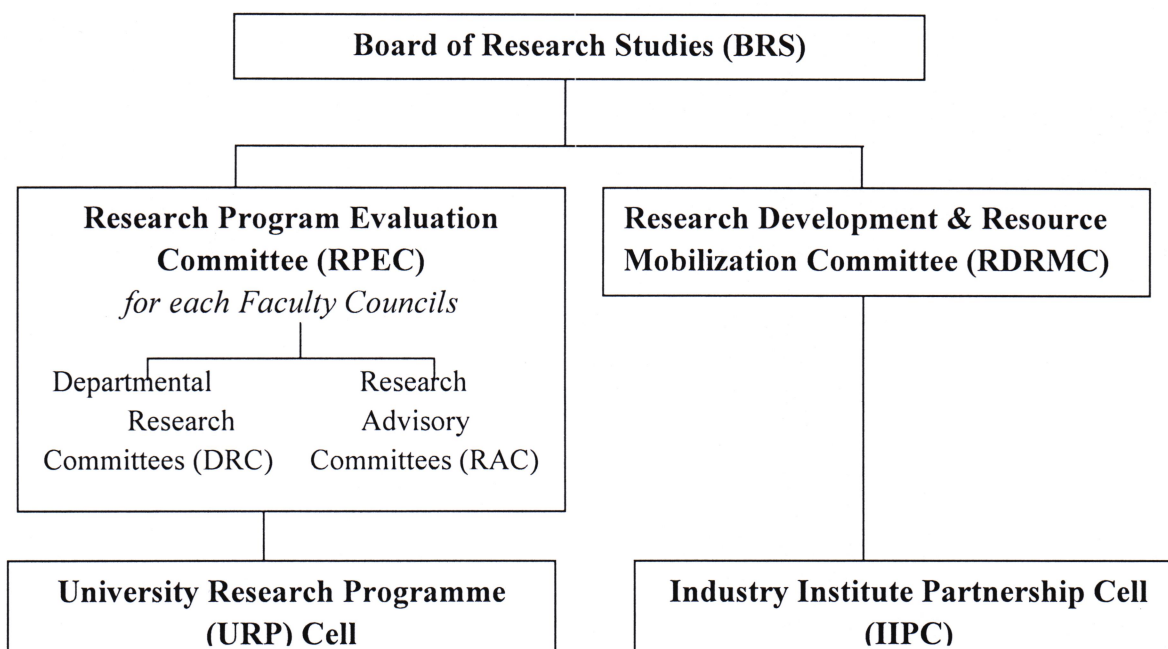 Board of Research Studies (BRS)
Research Program Evaluation
Committee (RPEC)
for each Faculty Councils
Departmental
Research
Committees (DRC)
Research
Advisory
Committees (RAC)
Research Development & Resource
Mobilization Committee (RDRMC)
University Research Programme
(URP) Cell
Industry Institute Partnership Cell
(IIPC)